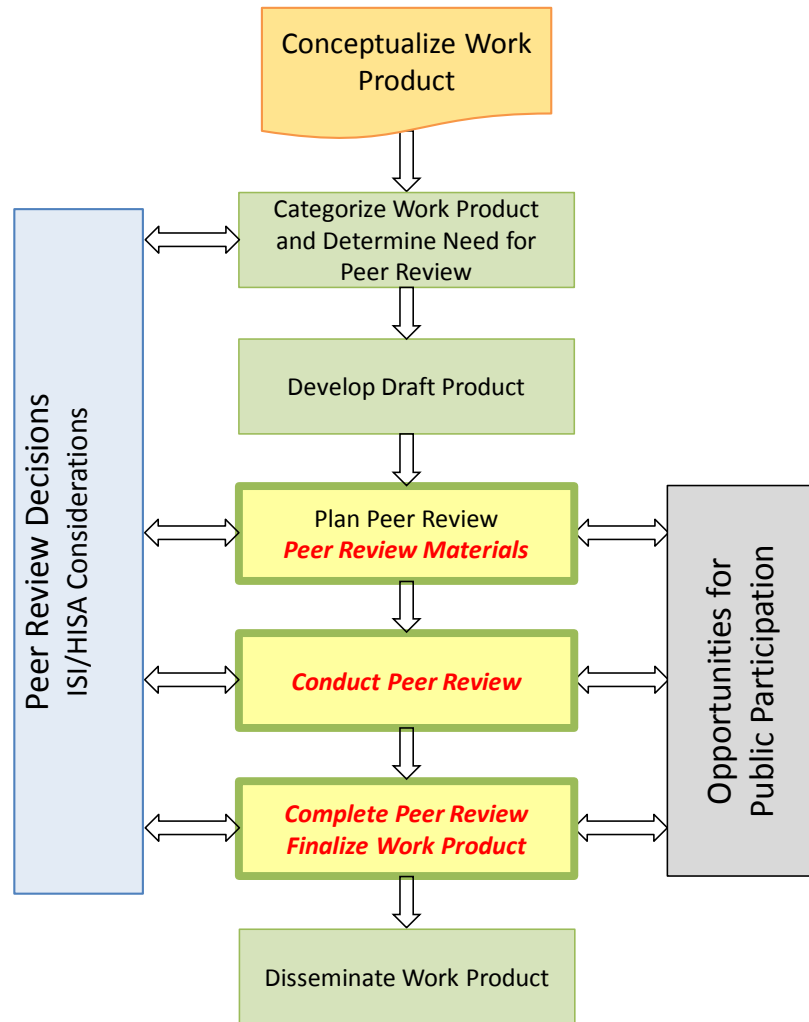 Conceptualize Work
Product
Categorize Work Product
and Determine Need for
Peer Review
Develop Draft Product
Plan Peer Review
Peer Review Materials
Conduct Peer Review
Complete Peer Review
Finalize Work Product
Disseminate Work Product
Peer Review Decisions
ISI/HISA Considerations
Opportunities for
Public Participation